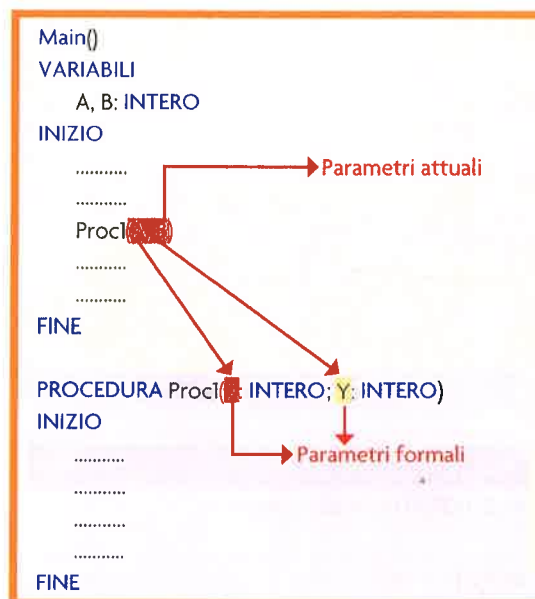 Main()
VARIABILI
A, B: INTERO
INIZIO
...........
Parametri attuali
...........
Proc1(
...........
...........
FINE
PROCEDURA Proc1( : INTERO; Y: INTERO)
INIZIO
...........
Parametri formali
...........
...........
...........
FINE